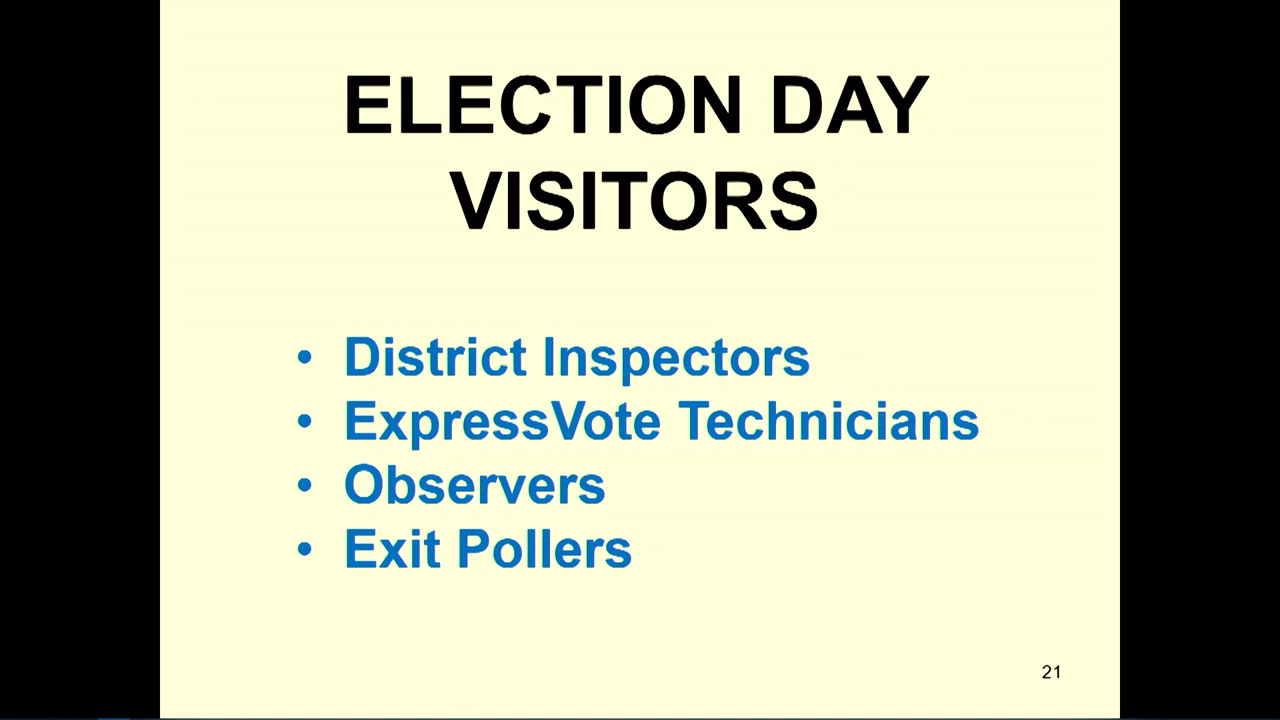 ELECTION DAY
VISITORS
• District Inspectors
• ExpressVote Technicians
• Observers
• Exit Pollers
21